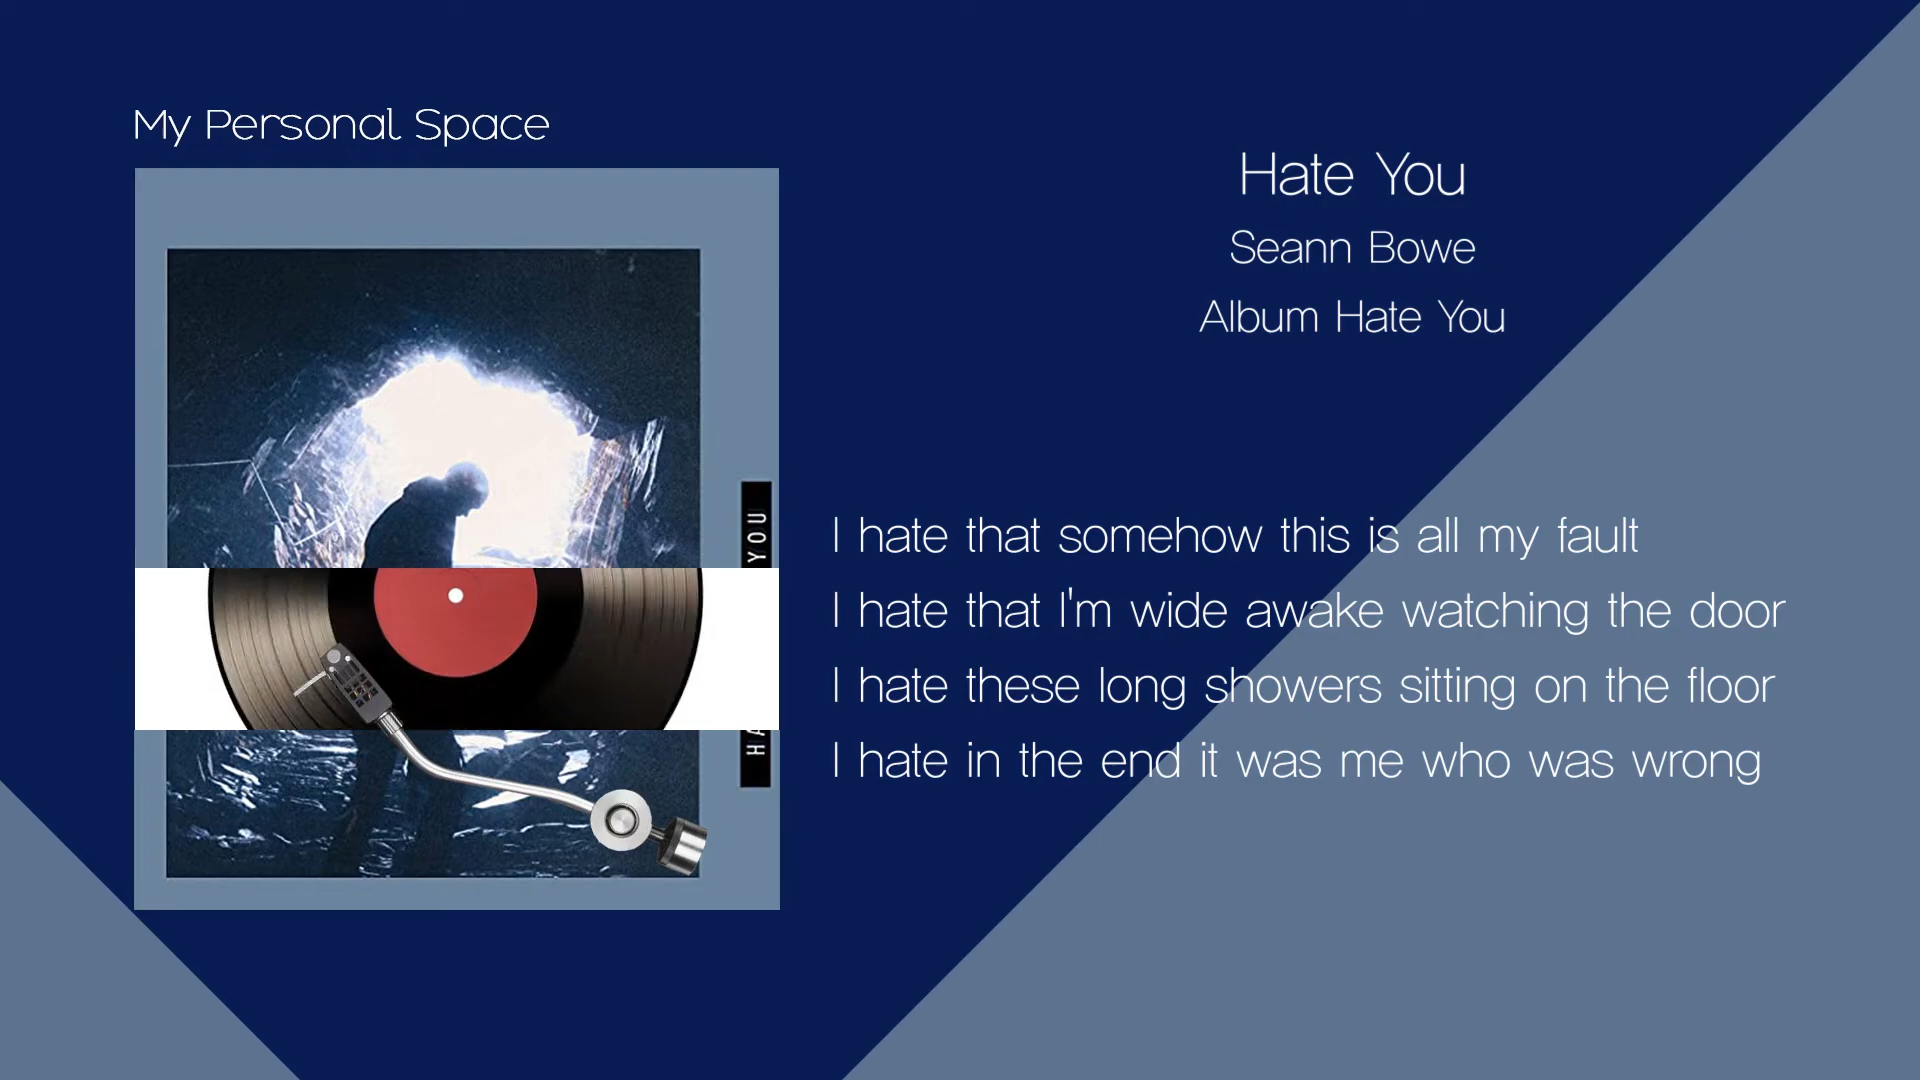 My Personal Space
Hate You
Seann Bowe
Album Hate You
YOU
HA
I hate that somehow this is all my fault
I hate that I'm wide awake watching the door
I hate these long showers sitting on the floor
I hate in the end it was me who was wrong